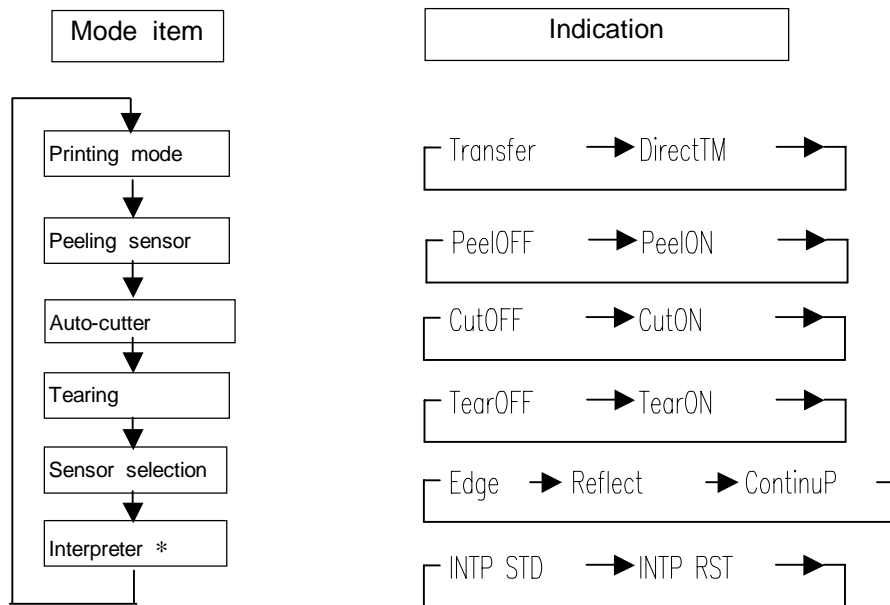 Mode item
Indication
Printing mode
Transfer DirectTM
Peeling sensor
PeelOFF PeelON
Auto-cutter
CutOFF CutON
Tearing
TearOFF TearON
Sensor selection
Edge Reflect ContinuP
Interpreter *
INTP STD INTP RST